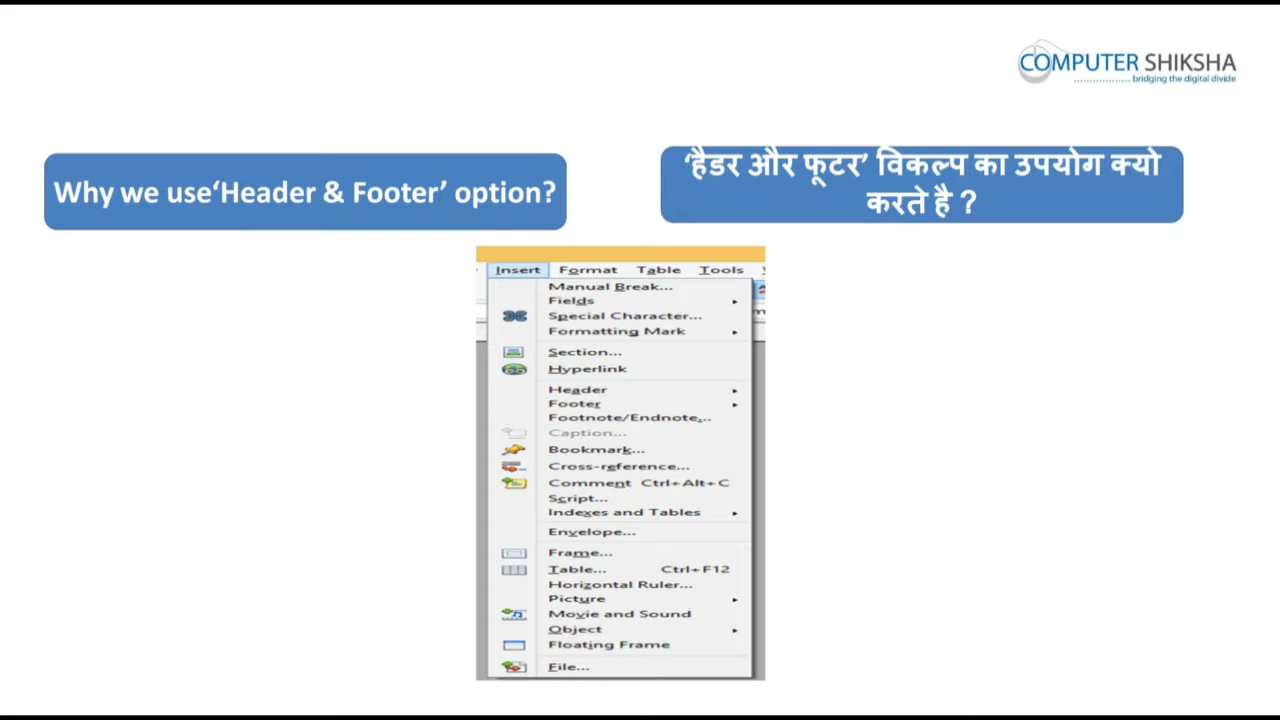 COMPUTER SHIKSHA
.................. bridging the digital divide
Why we use‘Header & Footer’ option?
‘हैडर और फूटर’ विकल्प का उपयोग क्यो
करते है ?
Insert Format Table Tools
Manual Break...
Fields
Special Character...
Formatting Mark
Section...
Hyperlink
Header
Footer
Footnote/Endnote...
Caption...
Bookmark...
Cross-reference...
Comment Ctrl+Alt+C
Script...
Indexes and Tables
Envelope...
Frame...
Table... Ctrl+F12
Horizontal Ruler...
Picture
Movie and Sound
Object
Floating Frame
File...